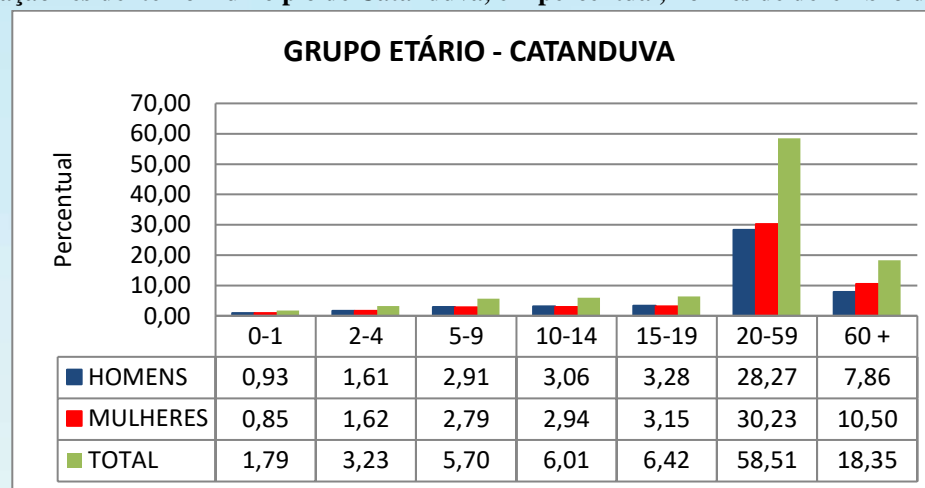 GRUPO ETÁRIO - CATANDUVA
Percentual
70,00
60,00
50,00
40,00
30,00
20,00
10,00
0,00
0-1 2-4 5-9 10-14 15-19 20-59 60 +
HOMENS 0,93 1,61 2,91 3,06 3,28 28,27 7,86
MULHERES 0,85 1,62 2,79 2,94 3,15 30,23 10,50
TOTAL 1,79 3,23 5,70 6,01 6,42 58,51 18,35